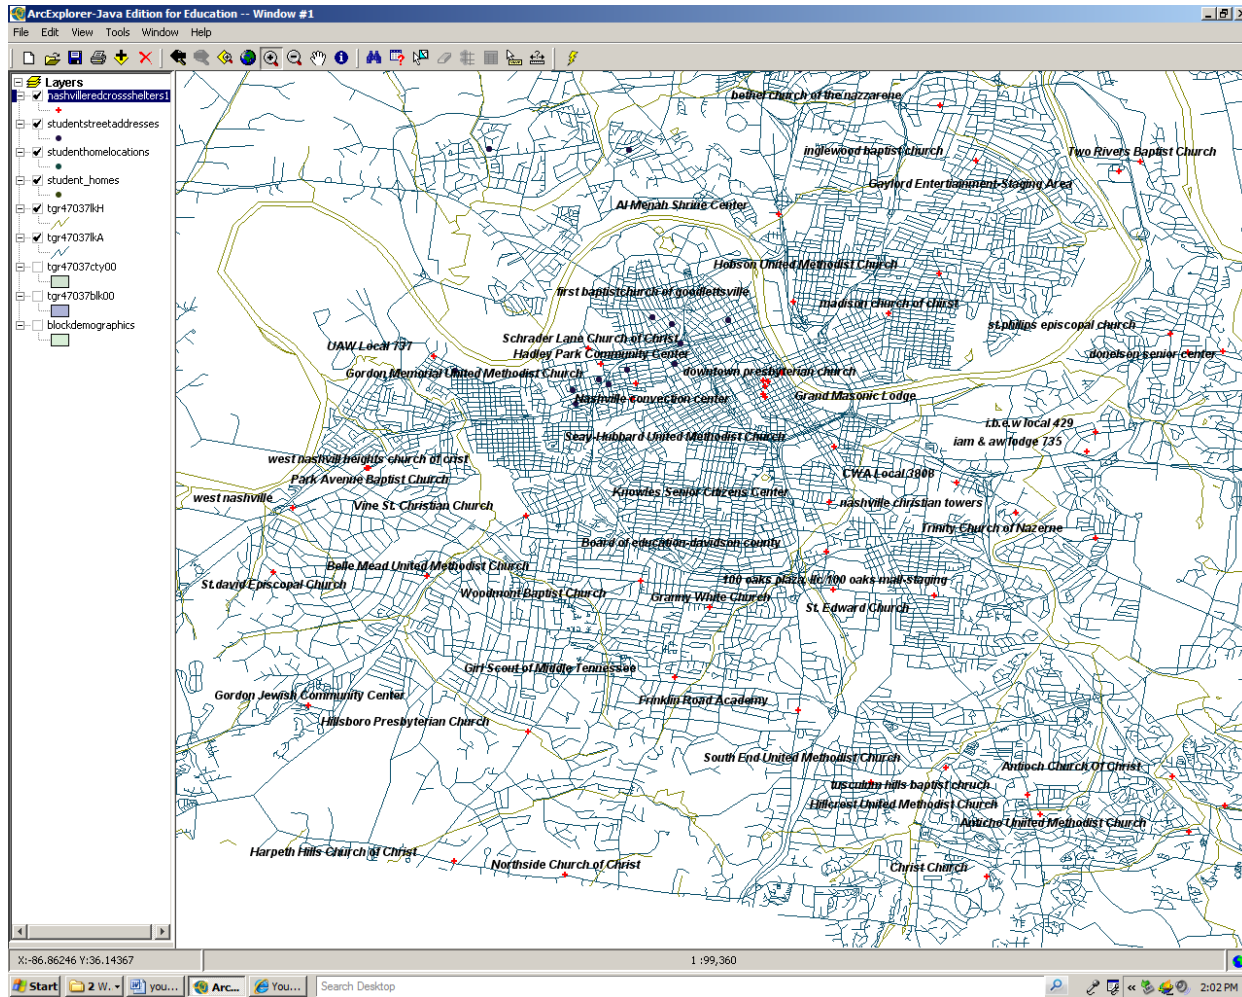 ArcExplorer-Java Edition for Education -- Window #1
File Edit View Tools Window Help
Layers
nashvilleredcrossshelters1
studentstreetaddresses
studenthomelocations
student_homes
tgr47037lkH
tgr47037lkA
tgr47037cty00
tgr47037blk00
blockdemographics
bethel church of the nazzarene
inglewood baptist church
Two Rivers Baptist Church
Gaylord Entertainment-Staging Area
Al Menah Shrine Center
Hobson United Methodist Church
first baptistchurch of goodlettsville
madison church of chirst
st.philips episcopal church
Schrader Lane Church of Christ
UAW Local 737
Hadley Park Community Center
donelson senior center
Gordon Memorial United Methodist Church
downtown presbyterian church
Nashville convection center
Grand Masonic Lodge
i.b.e.w local 429
Seay-Hubbard United Methodist Church
iam & aw lodge 735
west nashvill heights church of crist
Park Avenue Baptist Church
CWA Local 3808
west nashville
Knowles Senior Citizens Center
Vine St. Christian Church
nashville christian towers
Trinity Church of Nazerne
Board of education-davidson county
Belle Mead United Methodist Church
St.david Episcopal Church
100 oaks plaza, llc/100 oaks mall-staging
Woodmont Baptist Church
Granny White Church
St. Edward Church
Girl Scout of Middle Tennessee
Gordon Jewish Community Center
Frinklin Road Academy
Hillsboro Presbyterian Church
South End United Methodist Church
Antioch Church Of Christ
tusculum hills baptist chruch
Hillcrest United Methodist Church
Anticho United Methodist Church
Harpeth Hills Church of Christ
Northside Church of Christ
Christ Church
X:-86.86246 Y:36.14367
1 :99,360
Start 2 W... you... Arc... You... Search Desktop 2:02 PM